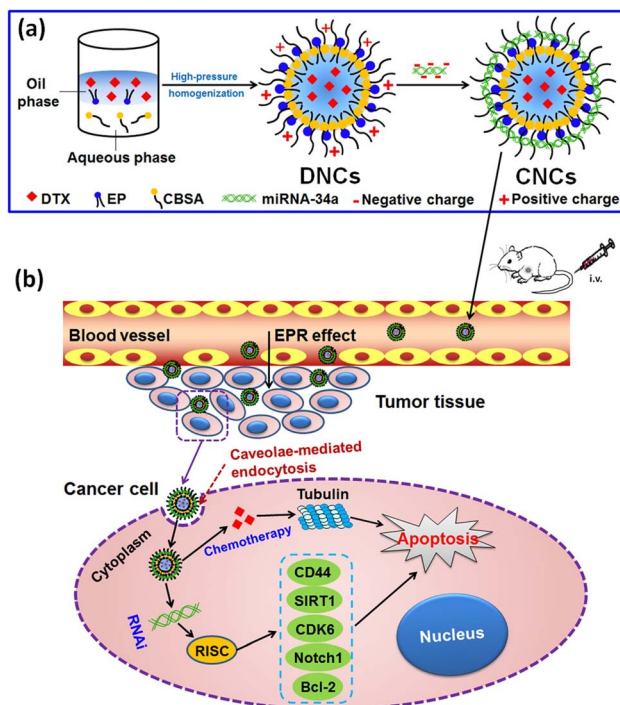 (a)
Oil
phase
Aqueous phase
High-pressure
homogenization
DNCs
CNCs
DTX
EP
CBSA
miRNA-34a
Negative charge
Positive charge
(b)
i.v.
Blood vessel
EPR effect
Tumor tissue
Caveolae-mediated
endocytosis
Cancer cell
Cytoplasm
Chemotherapy
Tubulin
Apoptosis
RNAi
RISC
CD44
SIRT1
CDK6
Notch1
Bcl-2
Nucleus